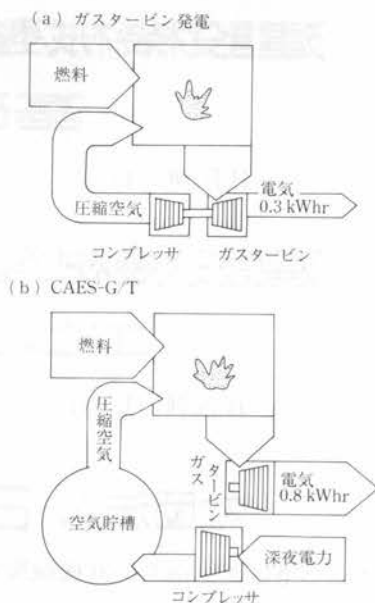 (a) ガスタービン発電
燃料
圧縮空気
電気
0.3 kWhr
コンプレッサ
ガスタービン
(b) CAES-G/T
燃料
圧縮空気
ガス
タービン
電気
0.8 kWhr
空気貯槽
深夜電力
コンプレッサ